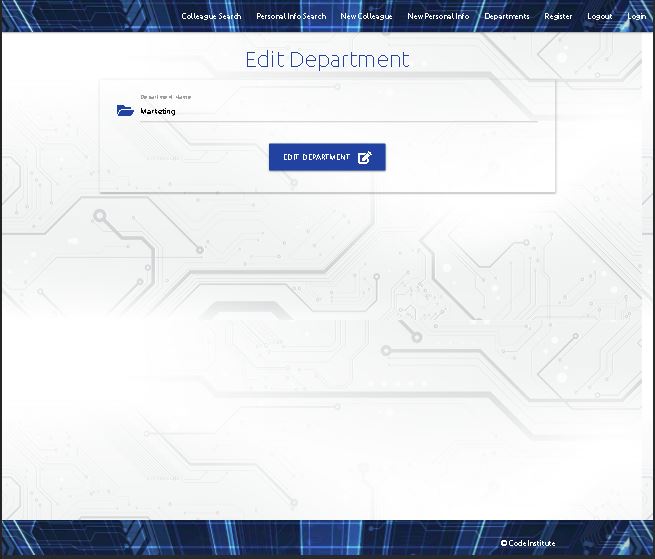 Colleague Search Personal Info Search New Colleague New Personal Info Departments Register Logout Login
Edit Department
Department Name
Marketing
EDIT DEPARTMENT
© Code Institute